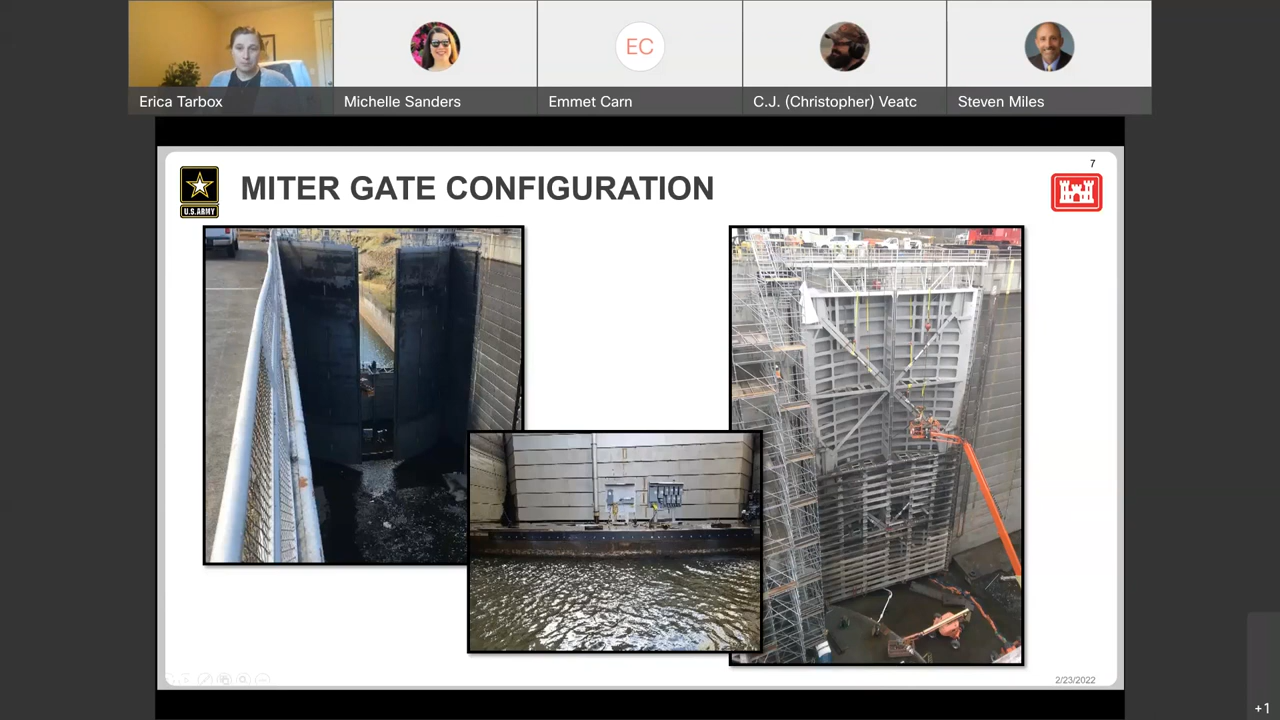 Erica Tarbox
Michelle Sanders
EC
Emmet Carn
C.J. (Christopher) Veatc
Steven Miles
7
U.S.ARMY
MITER GATE CONFIGURATION
2/23/2022
+1